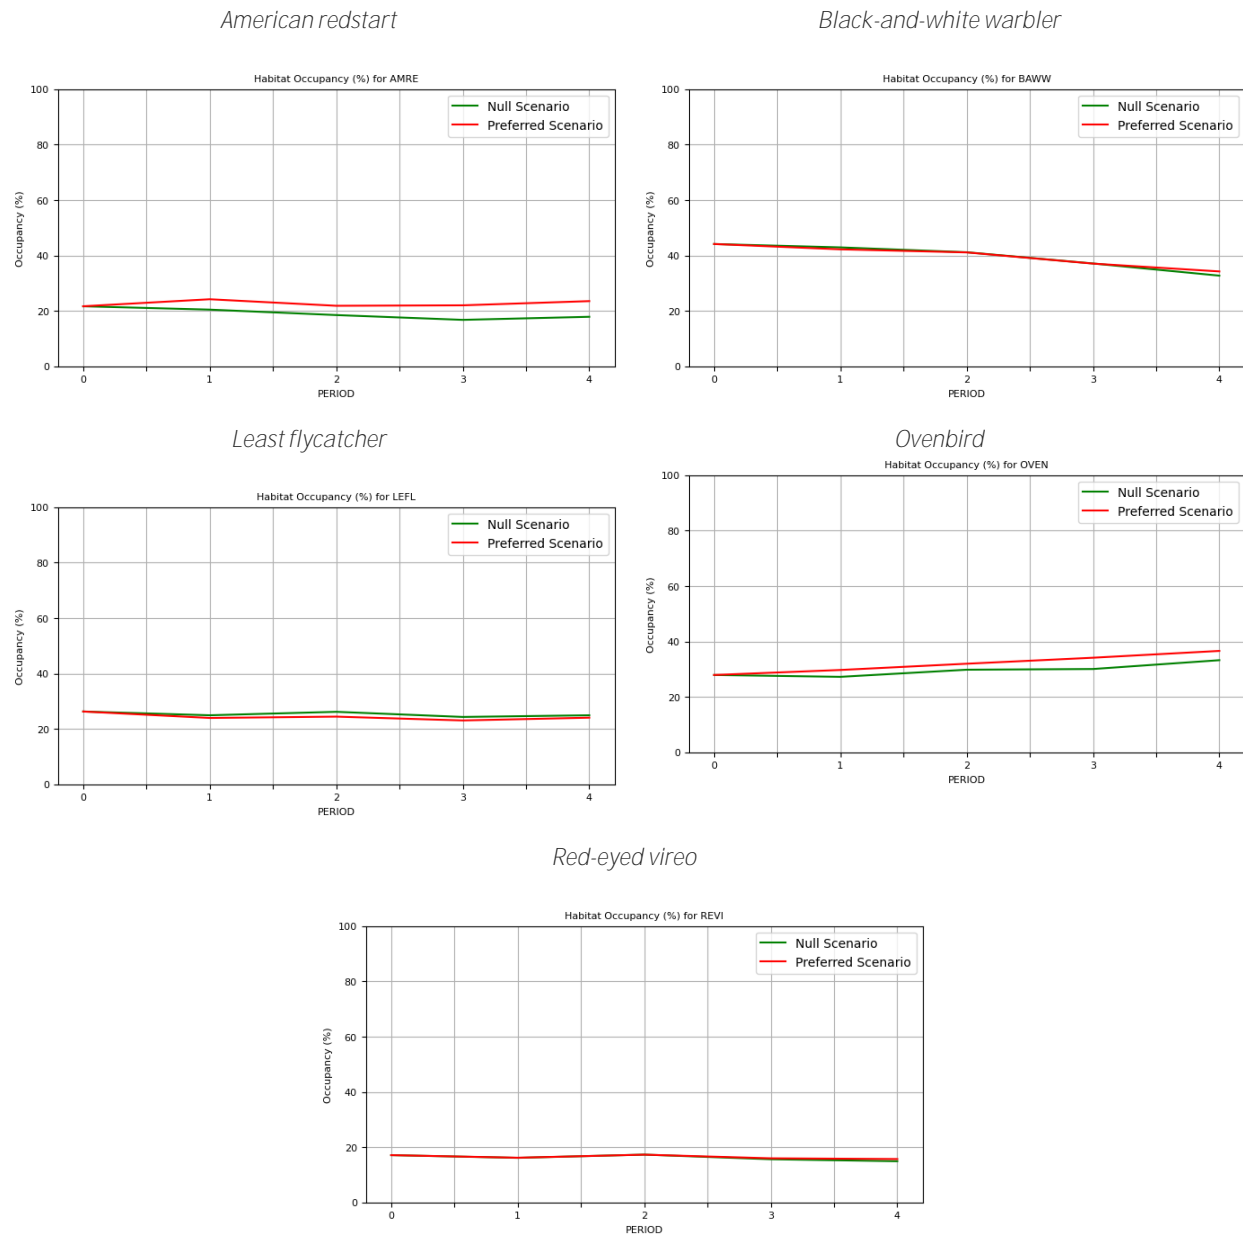 American redstart
Black-and-white warbler
Habitat Occupancy (%) for AMRE
100
80
60
40
20
0
Occupancy (%)
Null Scenario
Preferred Scenario
0 1 2 3 4
PERIOD
Habitat Occupancy (%) for BAWW
100
80
60
40
20
0
Occupancy (%)
Null Scenario
Preferred Scenario
0 1 2 3 4
PERIOD
Least flycatcher
Ovenbird
Habitat Occupancy (%) for LEFL
100
80
60
40
20
0
Occupancy (%)
Null Scenario
Preferred Scenario
0 1 2 3 4
PERIOD
Habitat Occupancy (%) for OVEN
100
80
60
40
20
0
Occupancy (%)
Null Scenario
Preferred Scenario
0 1 2 3 4
PERIOD
Red-eyed vireo
Habitat Occupancy (%) for REVI
100
80
60
40
20
0
Occupancy (%)
Null Scenario
Preferred Scenario
0 1 2 3 4
PERIOD